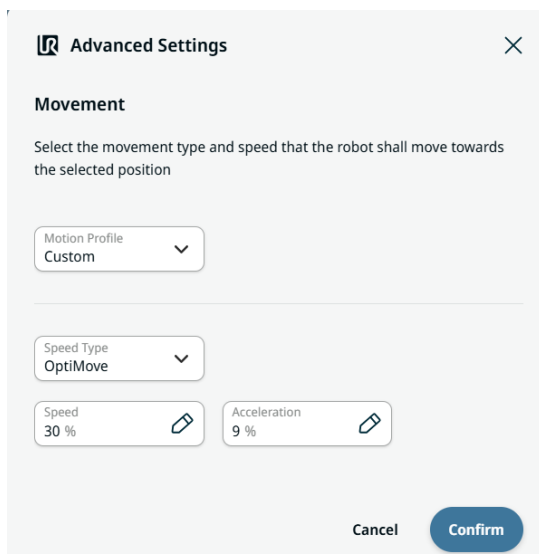 UR Advanced Settings
Movement
Select the movement type and speed that the robot shall move towards
the selected position
Motion Profile
Custom
Speed Type
OptiMove
Speed
30 %
Acceleration
9 %
Cancel
Confirm